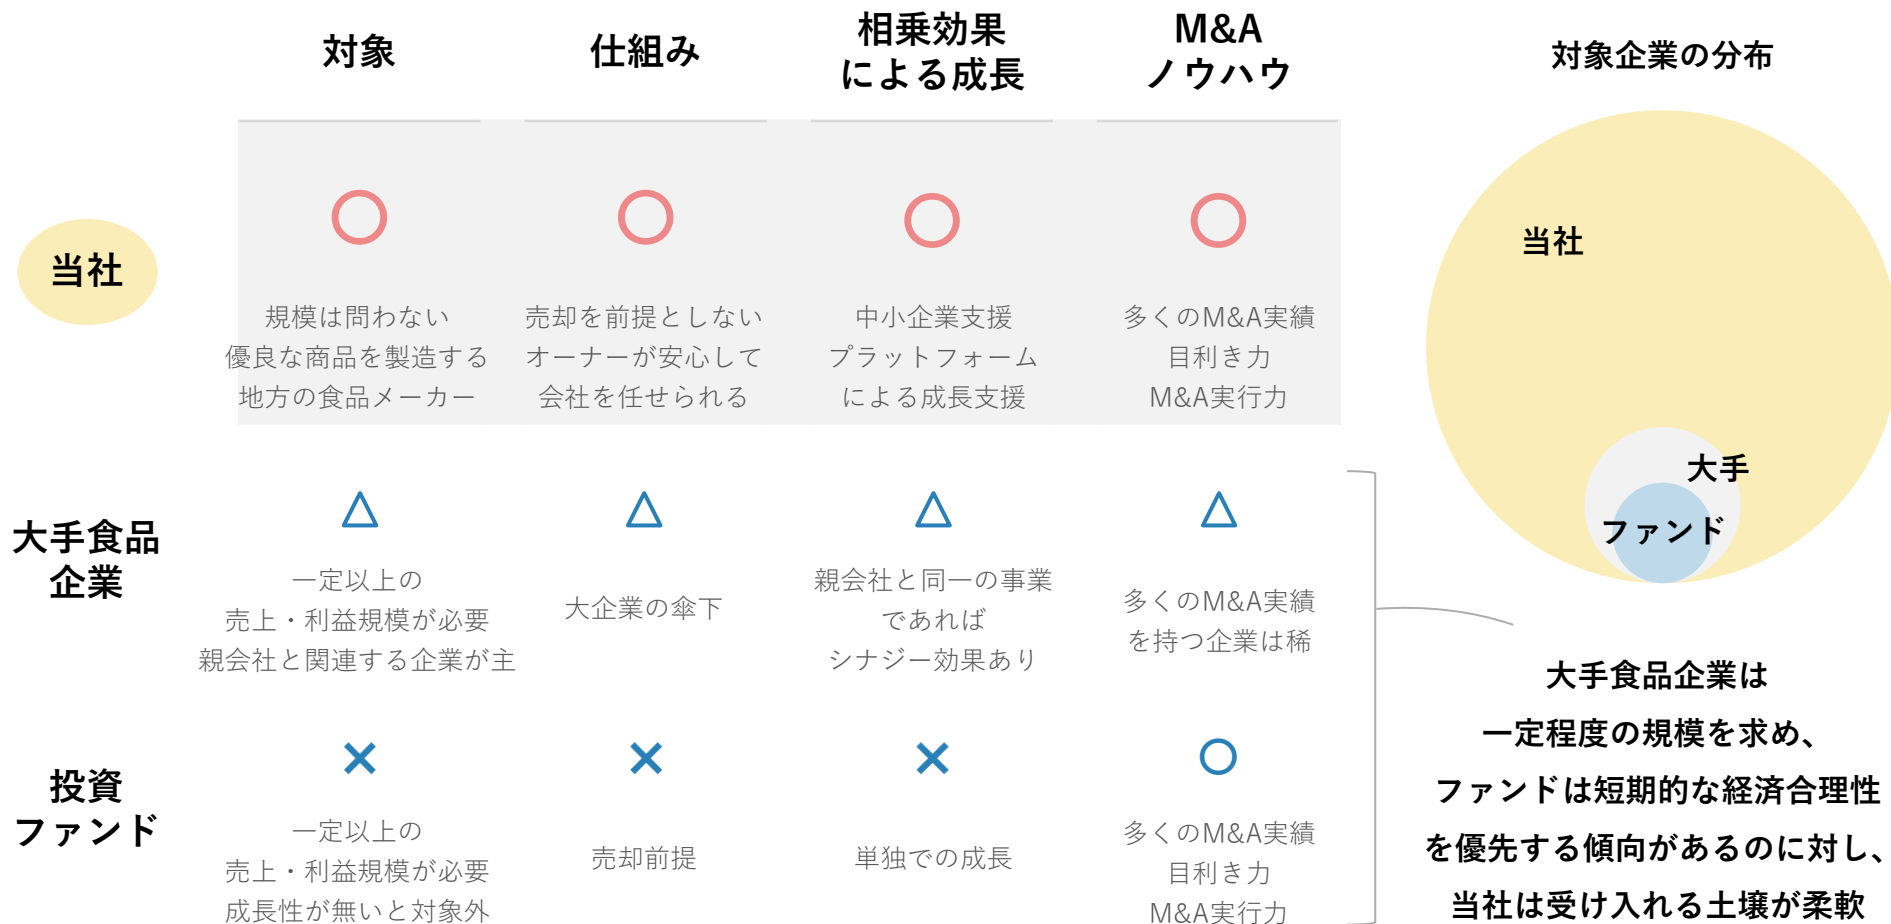 対象
仕組み
相乗効果
による成長
M&A
ノウハウ
対象企業の分布
当社
規模は問わない
優良な商品を製造する
地方の食品メーカー
売却を前提としない
オーナーが安心して
会社を任せられる
中小企業支援
プラットフォーム
による成長支援
多くのM&A実績
目利き力
M&A実行力
大手食品
企業
一定以上の
売上・利益規模が必要
親会社と関連する企業が主
大企業の傘下
親会社と同一の事業
であれば
シナジー効果あり
多くのM&A実績
を持つ企業は稀
投資
ファンド
一定以上の
売上・利益規模が必要
成長性が無いと対象外
売却前提
単独での成長
多くのM&A実績
目利き力
M&A実行力
当社
大手
ファンド
大手食品企業は
一定程度の規模を求め、
ファンドは短期的な経済合理性
を優先する傾向があるのに対し、
当社は受け入れる土壌が柔軟